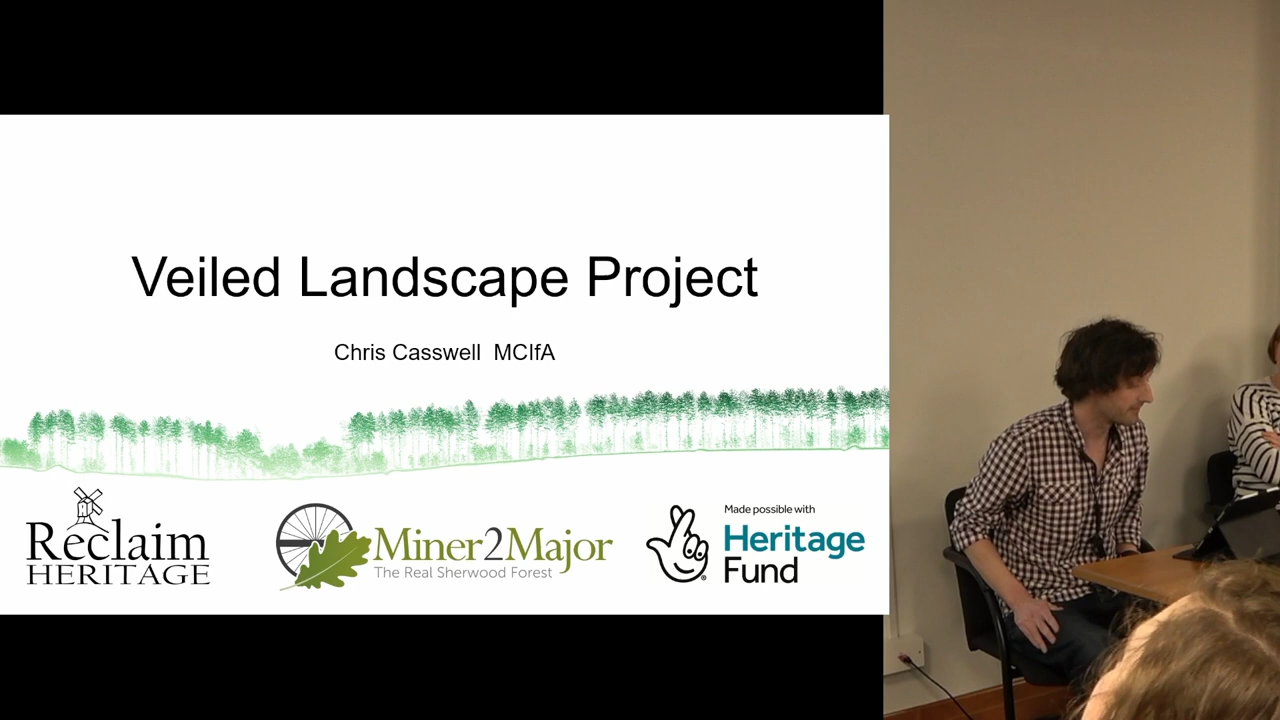 Veiled Landscape Project
Chris Casswell MCIfA
Reclaim
HERITAGE
Miner2Major
The Real Sherwood Forest
Made possible with
Heritage
Fund